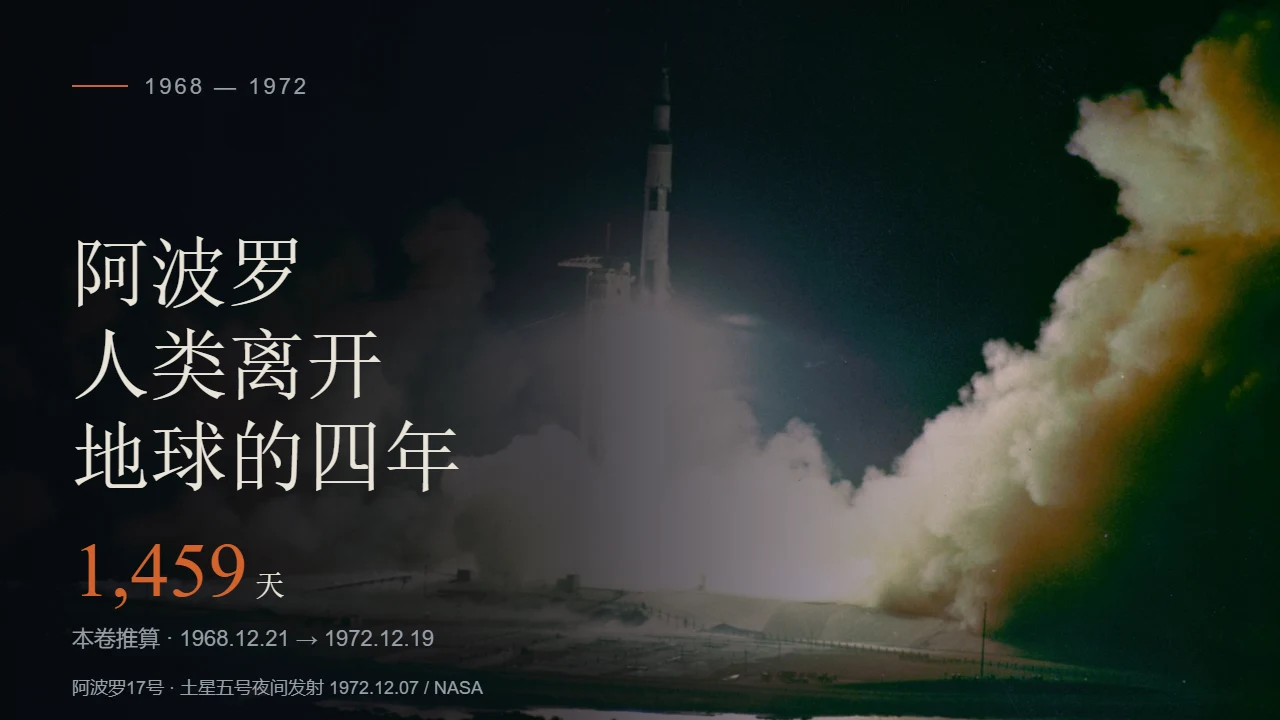 1968 — 1972
阿波罗
人类离开
地球的四年
1,459 天
本卷推算 · 1968.12.21 → 1972.12.19
阿波罗17号 · 土星五号夜间发射 1972.12.07 / NASA